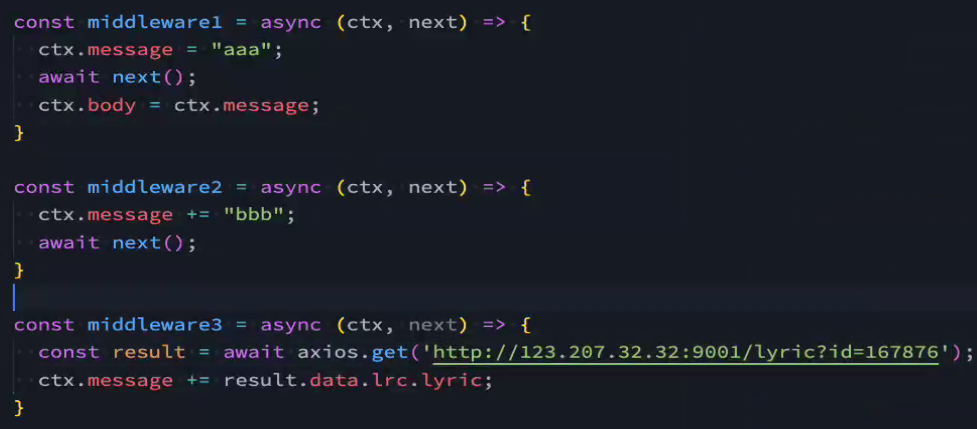 const middleware1 = async (ctx, next) => {
  ctx.message = "aaa";
  await next();
  ctx.body = ctx.message;
}

const middleware2 = async (ctx, next) => {
  ctx.message += "bbb";
  await next();
}

const middleware3 = async (ctx, next) => {
  const result = await axios.get('http://123.207.32.32:9001/lyric?id=167876');
  ctx.message += result.data.lrc.lyric;
}